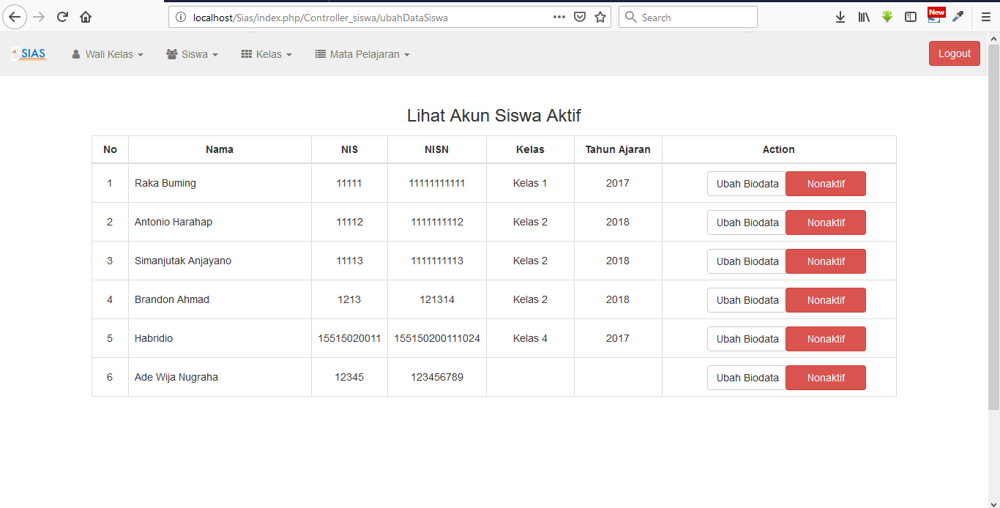 localhost/Sias/index.php/Controller_siswa/ubahDataSiswa
Search
New
SIAS
Wali Kelas
Siswa
Kelas
Mata Pelajaran
Logout
Lihat Akun Siswa Aktif
No Nama NIS NISN Kelas Tahun Ajaran Action
1 Raka Buming 11111 11111111111 Kelas 1 2017 Ubah Biodata Nonaktif
2 Antonio Harahap 11112 1111111112 Kelas 2 2018 Ubah Biodata Nonaktif
3 Simanjutak Anjayano 11113 1111111113 Kelas 2 2018 Ubah Biodata Nonaktif
4 Brandon Ahmad 1213 121314 Kelas 2 2018 Ubah Biodata Nonaktif
5 Habridio 15515020011 155150200111024 Kelas 4 2017 Ubah Biodata Nonaktif
6 Ade Wija Nugraha 12345 123456789 Ubah Biodata Nonaktif